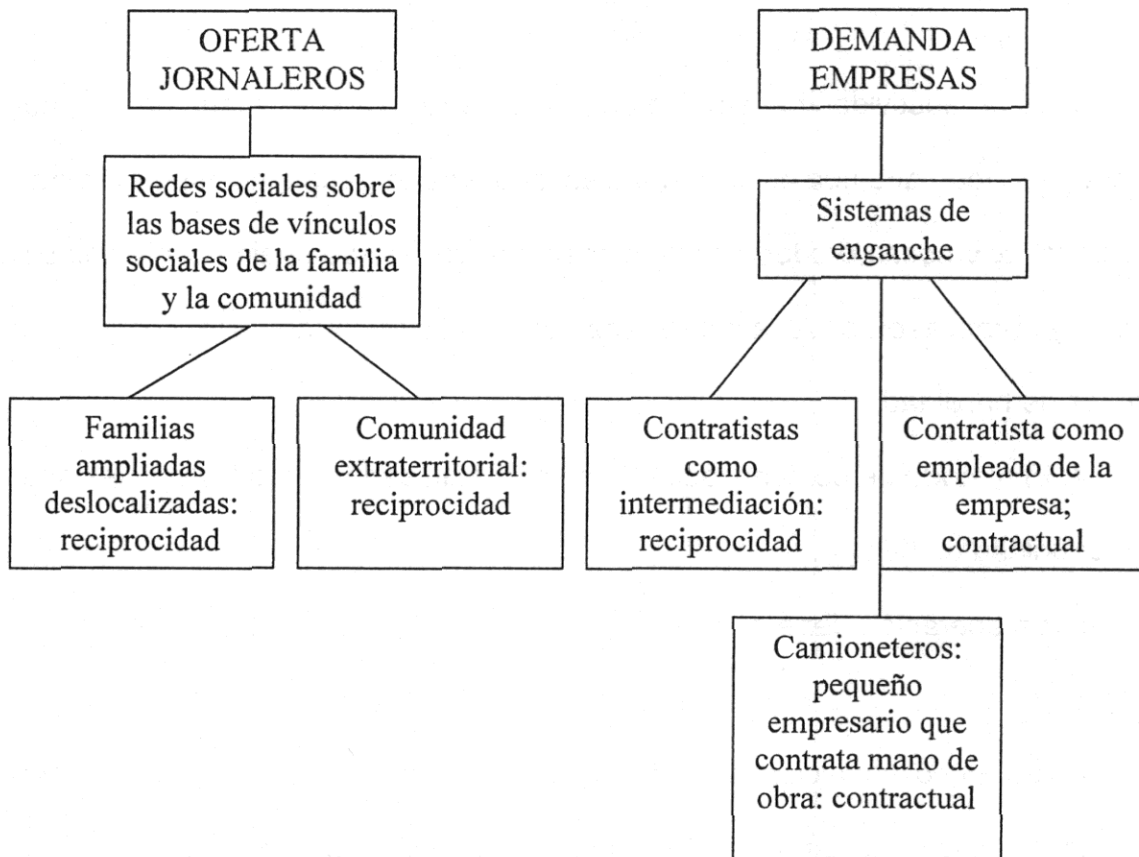 OFERTA
JORNALEROS
Redes sociales sobre
las bases de vínculos
sociales de la familia
y la comunidad
Familias
ampliadas
deslocalizadas:
reciprocidad
Comunidad
extraterritorial:
reciprocidad
DEMANDA
EMPRESAS
Sistemas de
enganche
Contratistas
como
intermediación:
reciprocidad
Contratista como
empleado de la
empresa;
contractual
Camioneteros:
pequeño
empresario que
contrata mano de
obra: contractual